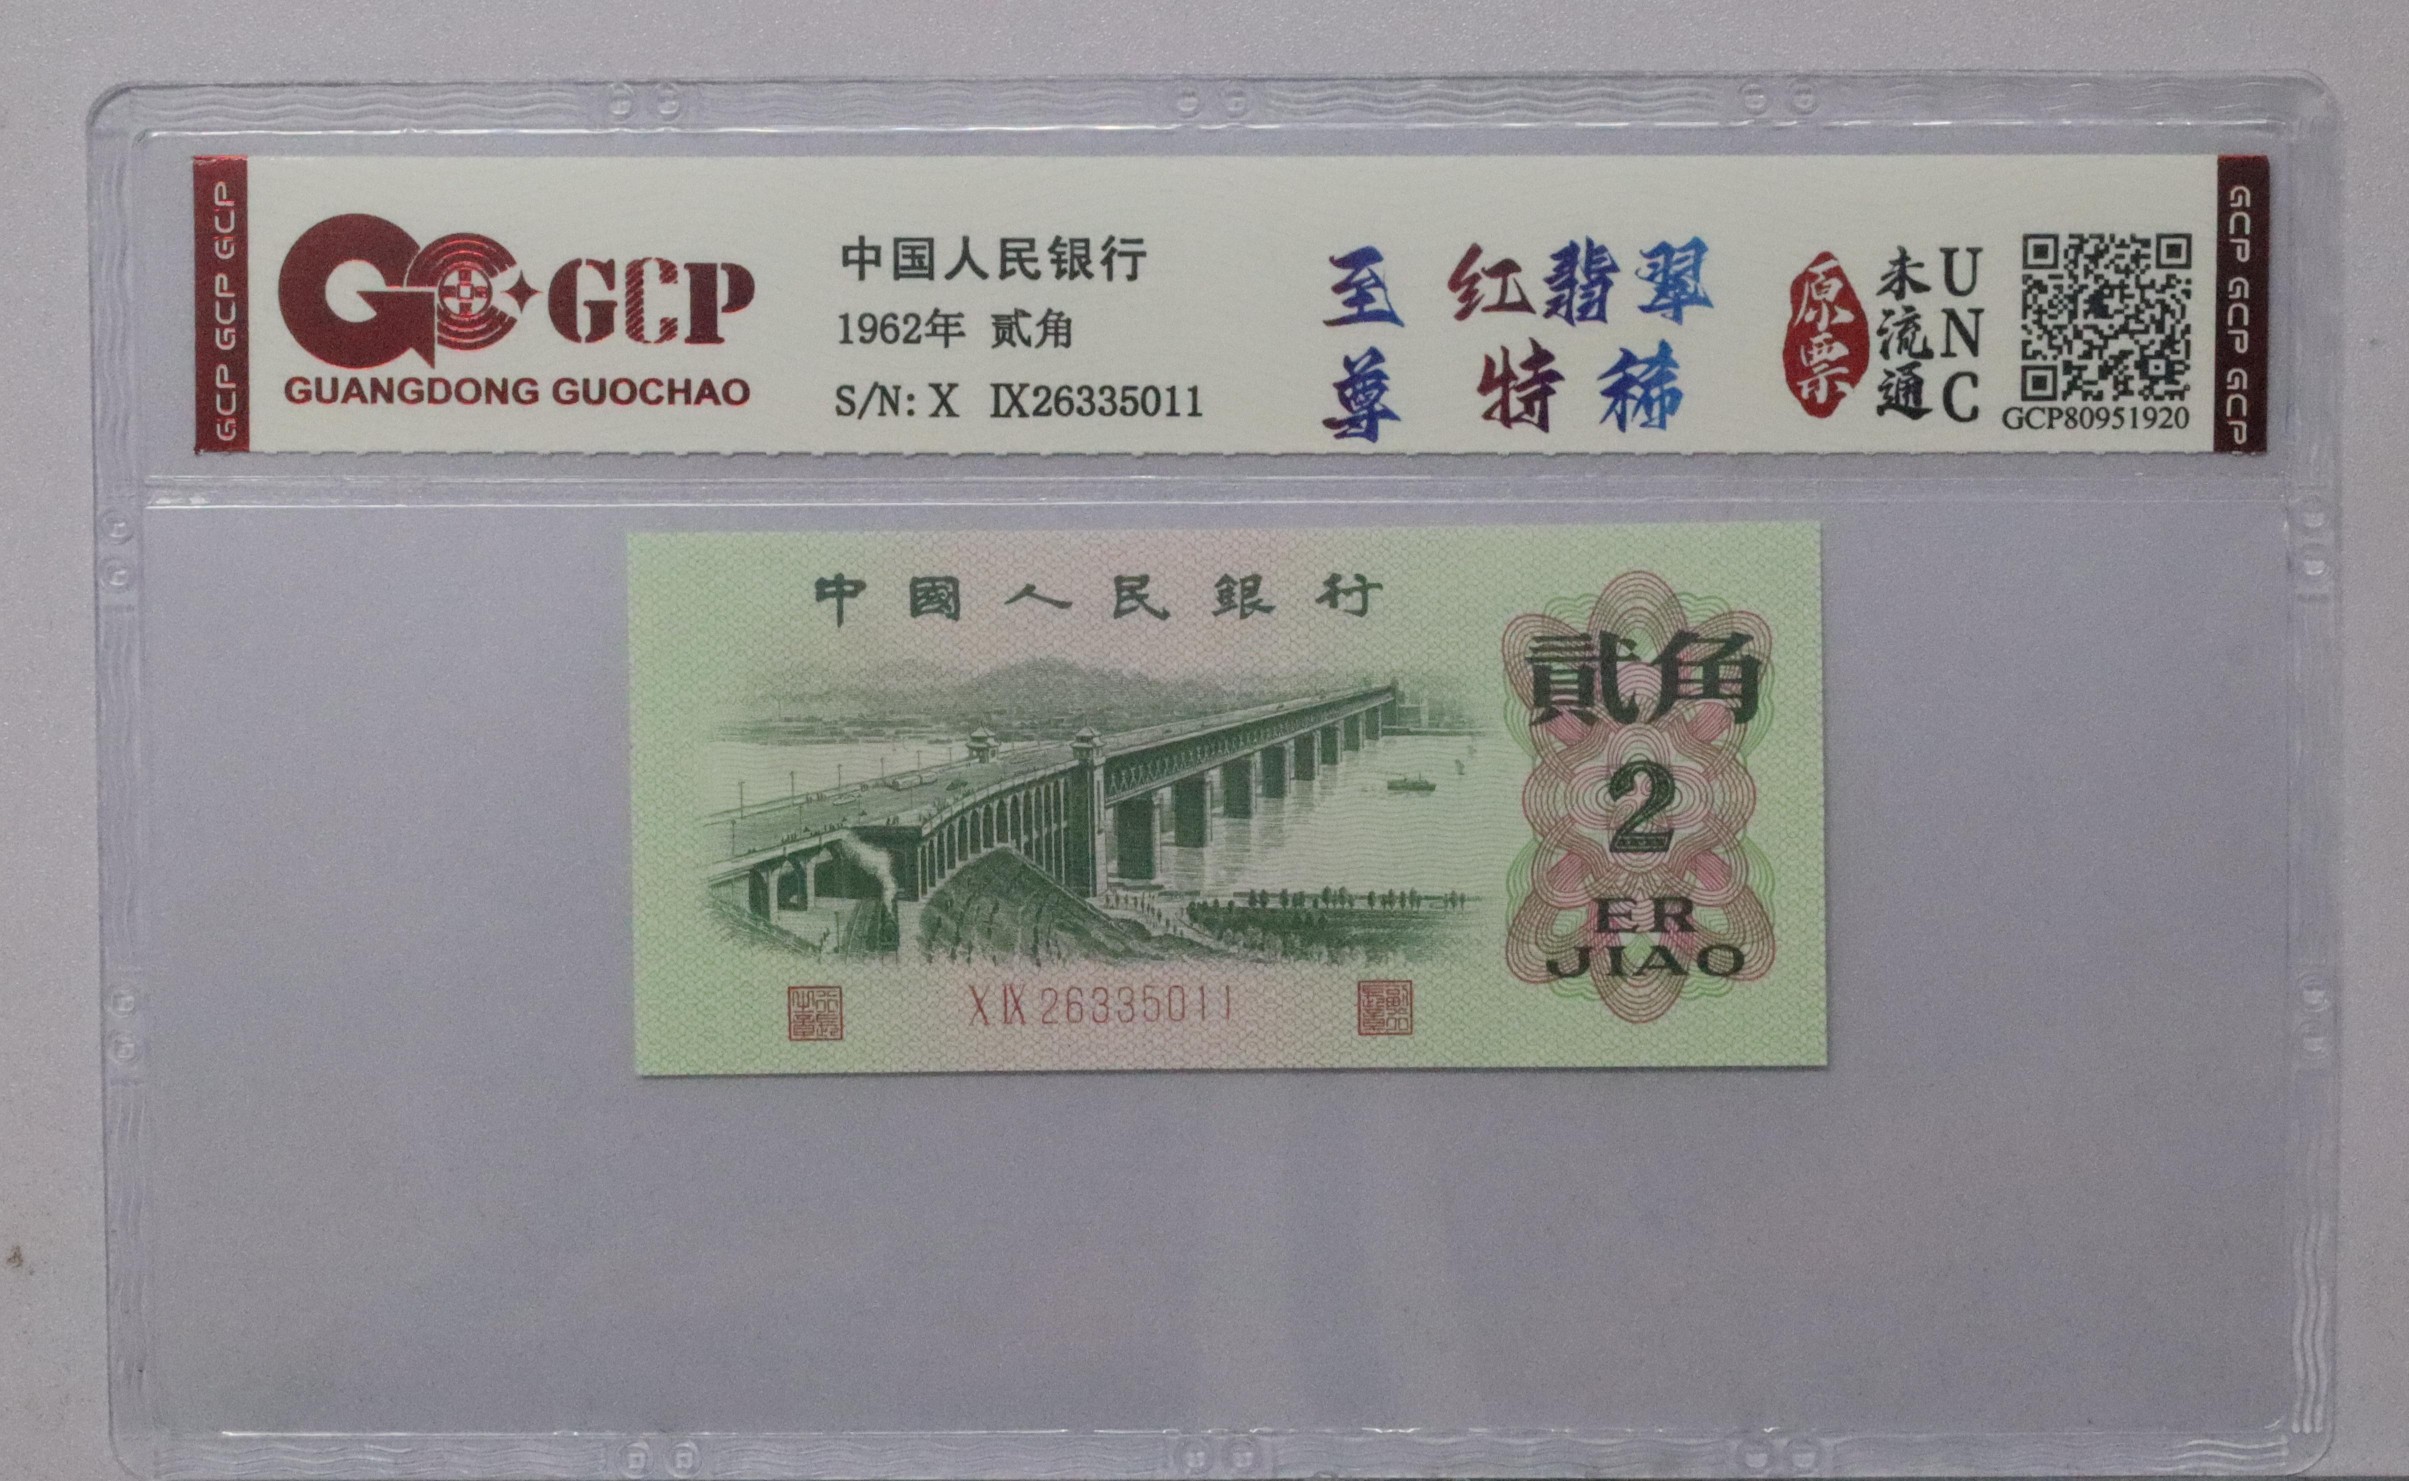 GCP GCP GCP
GCP
GUANGDONG GUOCHAO
中国人民银行
1962年 贰角
S/N: X Ⅸ26335011
至尊
红翡翠
特稀
原票
未流通
UNC
GCP80951920
GCP GCP GCP
中國人民銀行
貳角
2
ER
JIAO
X Ⅸ 26335011